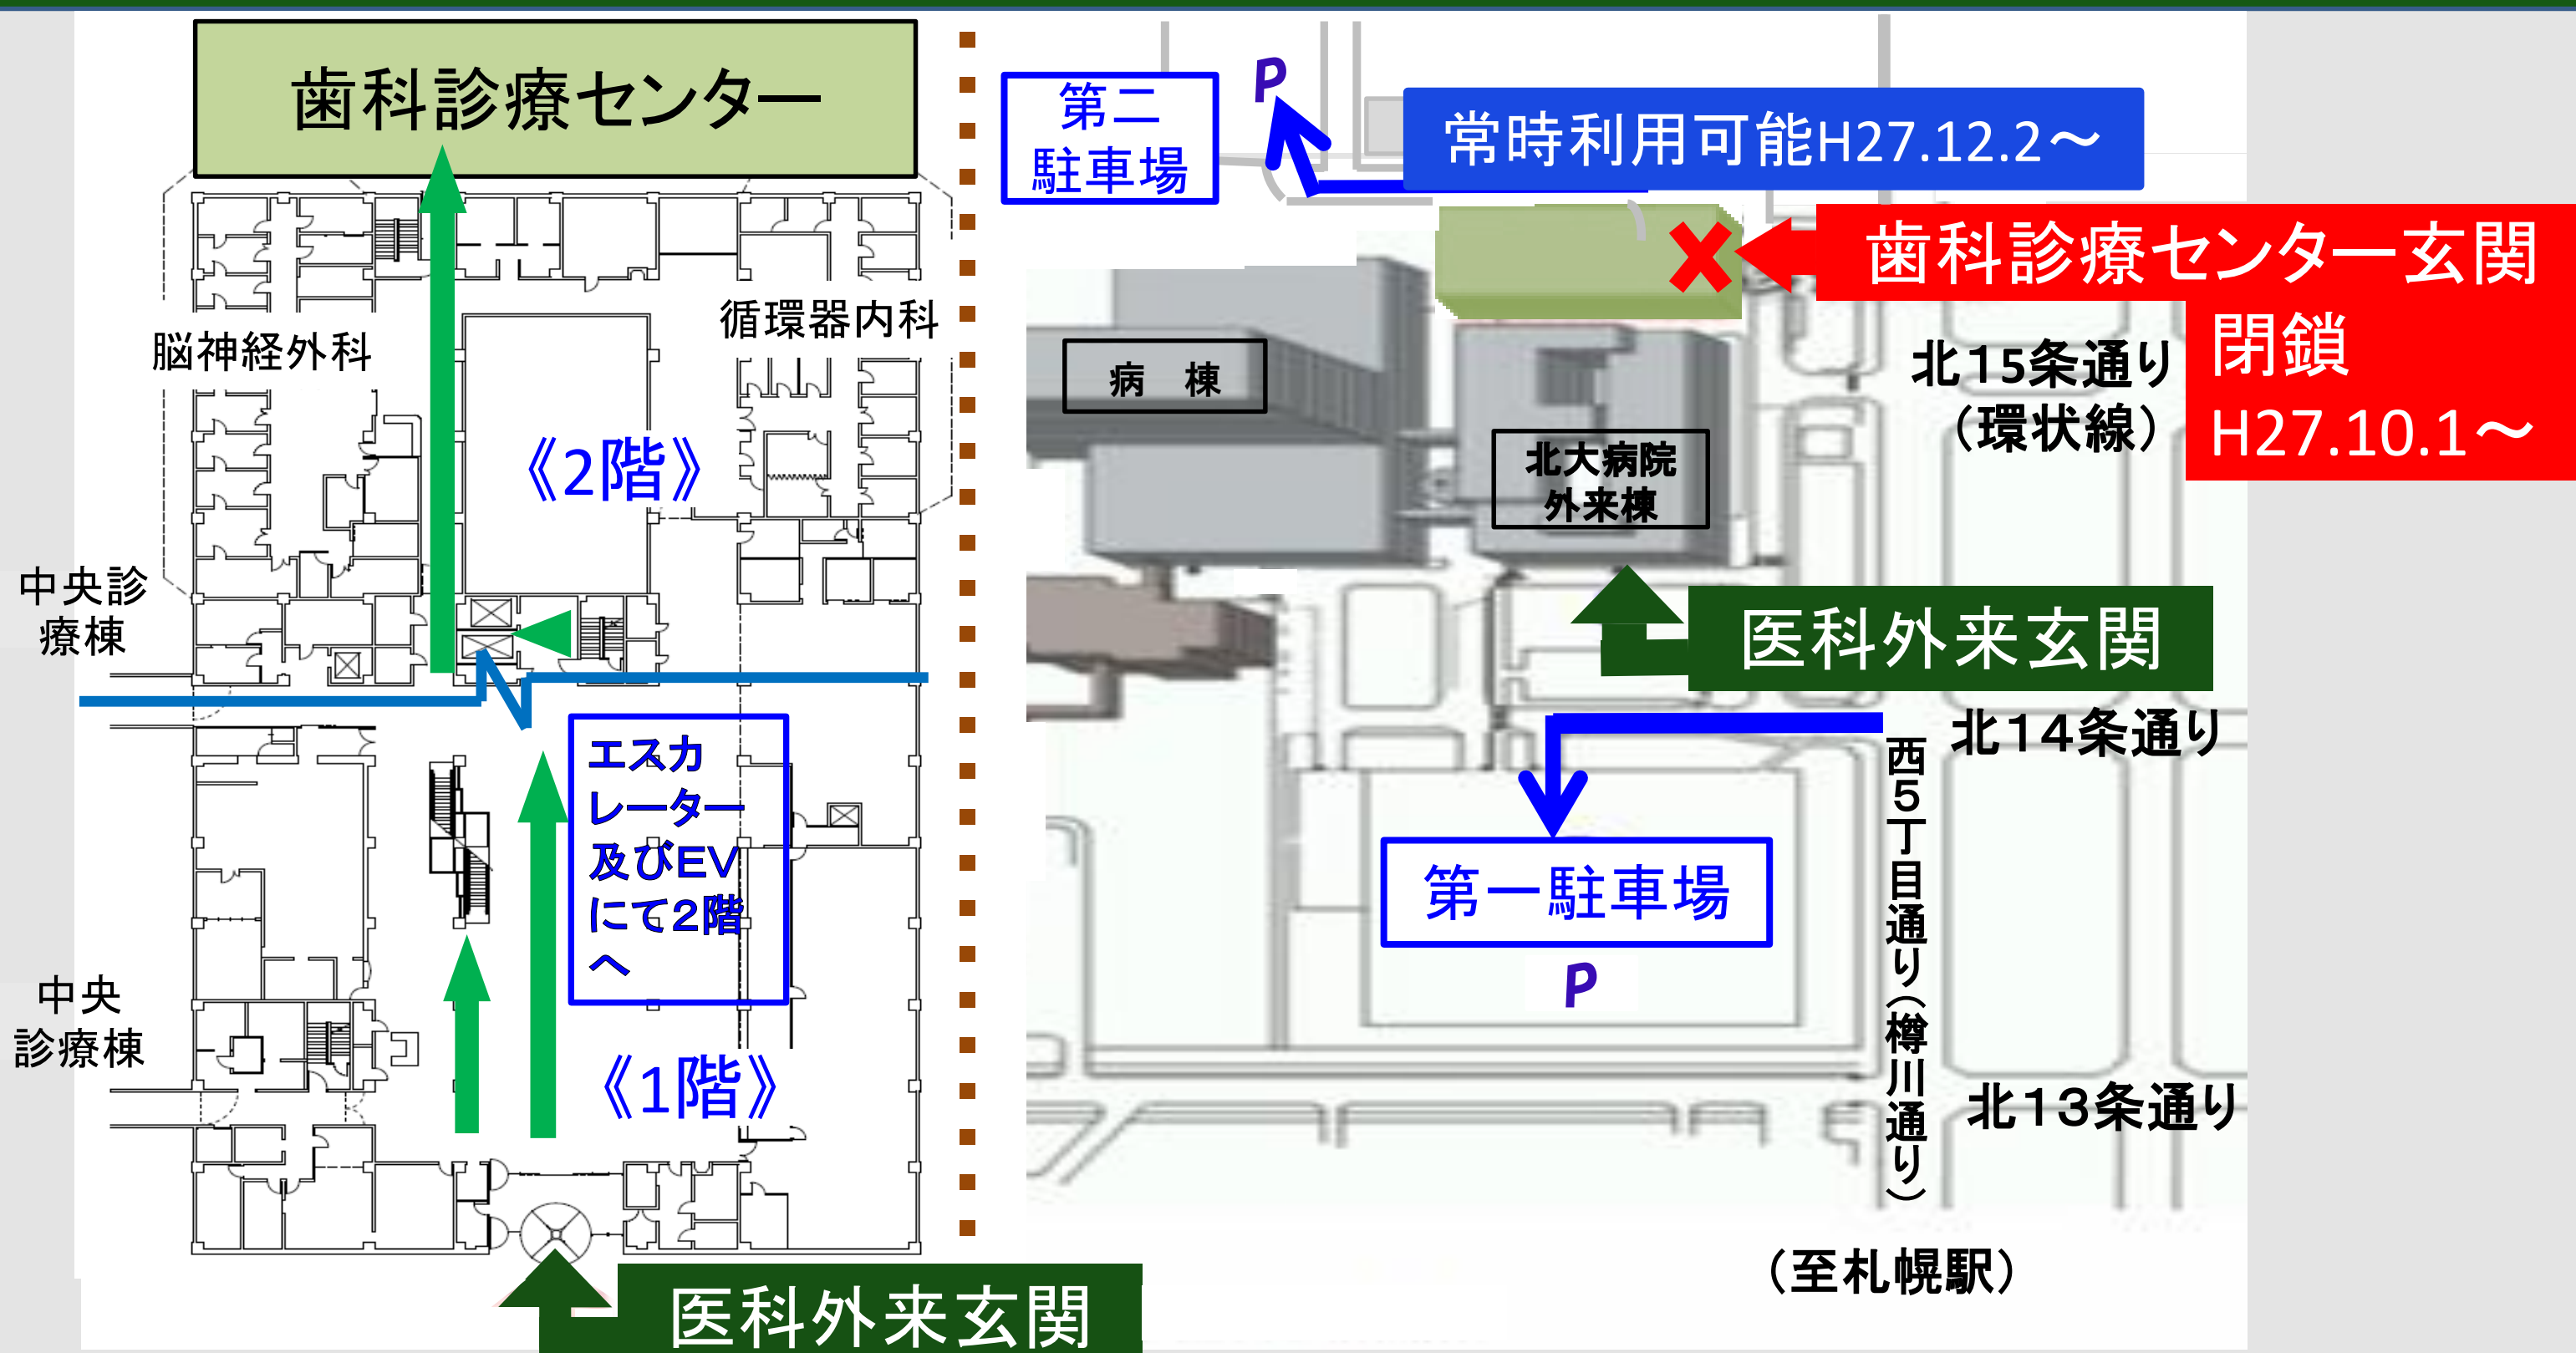 歯科診療センター
脳神経外科
循環器内科
《2階》
中央診
療棟
エスカ
レーター
及びEV
にて2階
へ
中央
診療棟
《1階》
医科外来玄関
第二
駐車場
P
常時利用可能H27.12.2～
歯科診療センター玄関
閉鎖
H27.10.1～
北15条通り
（環状線）
病　棟
北大病院
外来棟
医科外来玄関
北14条通り
西5丁目通り（樽川通り）
第一駐車場
P
北13条通り
（至札幌駅）